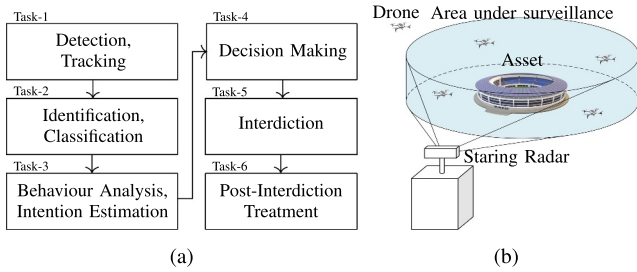 Task-1
Detection,
Tracking
Task-2
Identification,
Classification
Task-3
Behaviour Analysis,
Intention Estimation
Task-4
Decision Making
Task-5
Interdiction
Task-6
Post-Interdiction
Treatment
(a)
Drone
Area under surveillance
Asset
Staring Radar
(b)